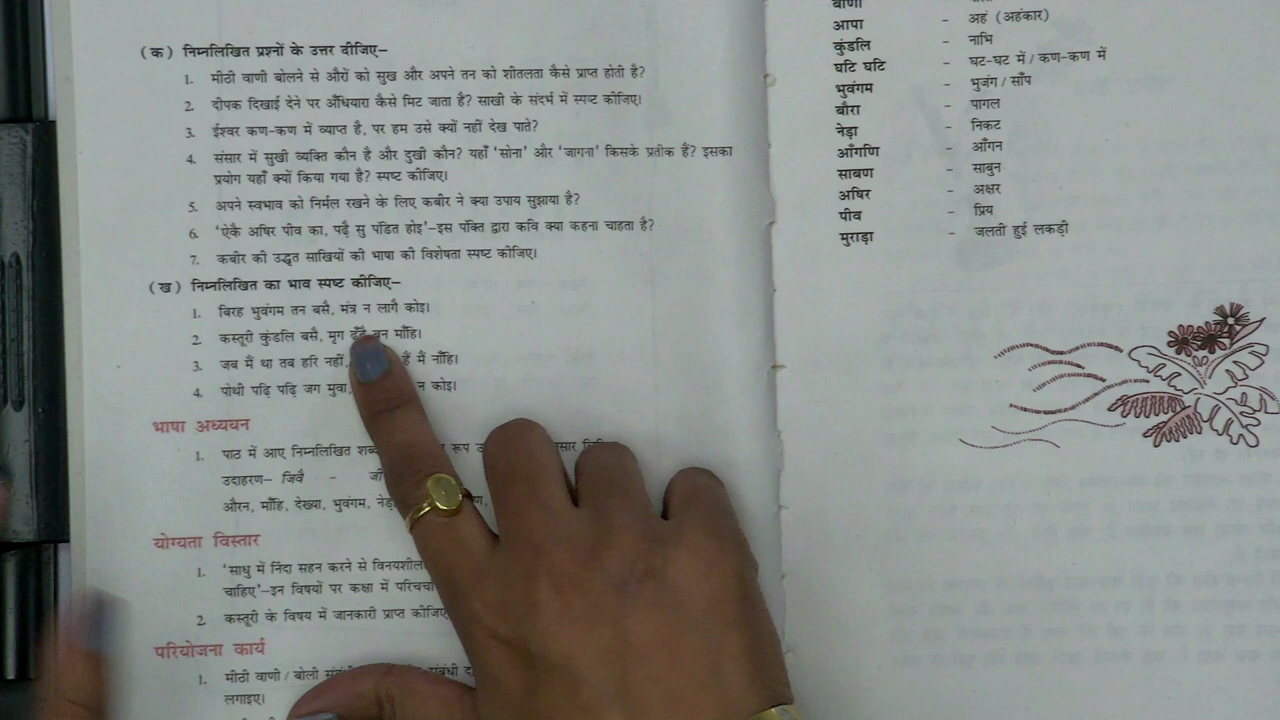 (क) निम्नलिखित प्रश्नों के उत्तर दीजिए–
1. मीठी वाणी बोलने से औरों को सुख और अपने तन को शीतलता कैसे प्राप्त होती है?
2. दीपक दिखाई देने पर अँधियारा कैसे मिट जाता है? साखी के संदर्भ में स्पष्ट कीजिए।
3. ईश्वर कण-कण में व्याप्त है, पर हम उसे क्यों नहीं देख पाते?
4. संसार में सुखी व्यक्ति कौन है और दुखी कौन? यहाँ ‘सोना’ और ‘जागना’ किसके प्रतीक हैं? इसका
प्रयोग यहाँ क्यों किया गया है? स्पष्ट कीजिए।
5. अपने स्वभाव को निर्मल रखने के लिए कबीर ने क्या उपाय सुझाया है?
6. ‘ऐकै अषिर पीव का, पढ़ै सु पंडित होइ’–इस पंक्ति द्वारा कवि क्या कहना चाहता है?
7. कबीर की उद्धृत साखियों की भाषा की विशेषता स्पष्ट कीजिए।
(ख) निम्नलिखित का भाव स्पष्ट कीजिए–
1. बिरह भुवंगम तन बसै, मंत्र न लागै कोइ।
2. कस्तूरी कुंडलि बसै, मृग ढूँढै बन माँहि।
3. जब मैं था तब हरि नहीं, हैं मैं नाँहि।
4. पोथी पढ़ि पढ़ि जग मुवा, न कोइ।
भाषा अध्ययन
1. पाठ में आए निम्नलिखित रूप
उदाहरण– जिवै -
औरन, माँहि, देख्या, भुवंगम,
योग्यता विस्तार
1. ‘साधु में निंदा सहन करने से
चाहिए’–इन विषयों पर कक्षा में
2. कस्तूरी के विषय में जानकारी प्राप्त
परियोजना कार्य
1. मीठी वाणी / बोली
लगाइए।
आपा - अहं (अहंकार)
कुंडलि - नाभि
घटि घटि - घट-घट में / कण-कण में
भुवंगम - भुजंग / साँप
बौरा - पागल
नेड़ा - निकट
आँगणि - आँगन
साबण - साबुन
अषिर - अक्षर
पीव - प्रिय
मुराड़ा - जलती हुई लकड़ी